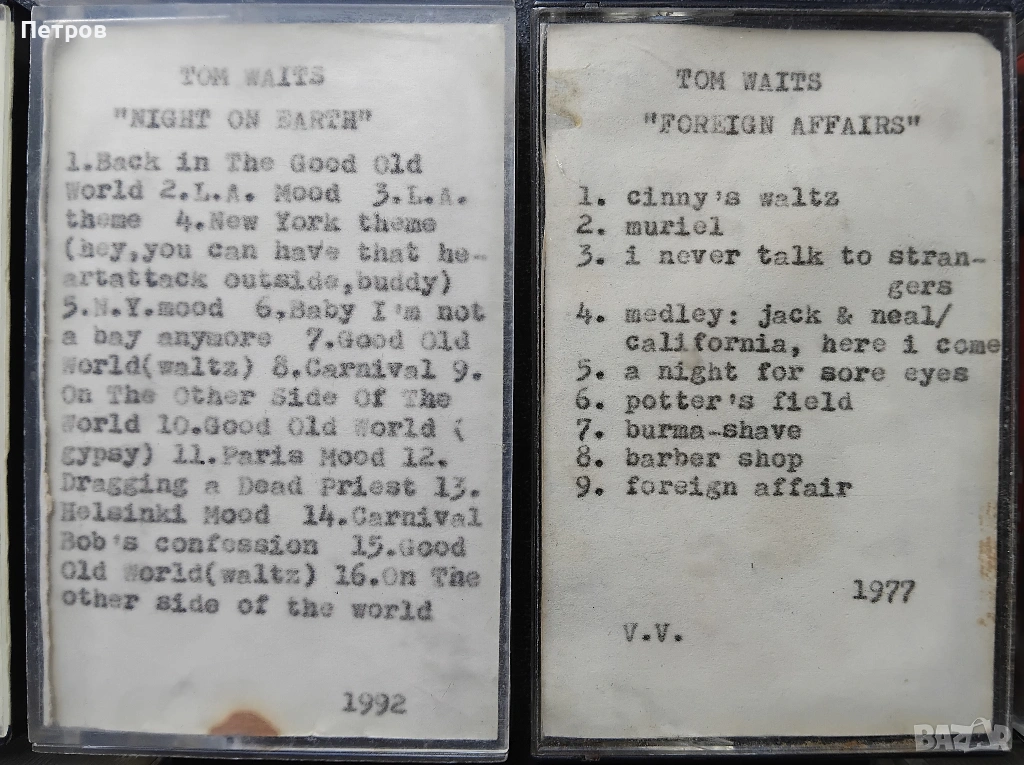 Петров
TOM WAITS
"NIGHT ON EARTH"
1.Back in The Good Old
World 2.L.A. Mood 3.L.A.
theme 4.New York theme
(hey,you can have that he-
artattack outside,buddy)
5.N.Y.mood 6,Baby I'm not
a bay anymore 7.Good Old
World(waltz) 8,Carnival 9.
On The Other Side Of The
World 10.Good Old World (
gypsy) 11.Paris Mood 12.
Dragging a Dead Priest 13.
Helsinki Mood 14.Carnival
Bob's confession 15.Good
Old World(waltz) 16.On The
other side of the world
1992
TOM WAITS
"FOREIGN AFFAIRS"
1. cinny's waltz
2. muriel
3. i never talk to stran-
gers
4. medley: jack & neal/
california, here i come
5. a night for sore eyes
6. potter's field
7. burma-shave
8. barber shop
9. foreign affair
1977
V.V.
BAZAR